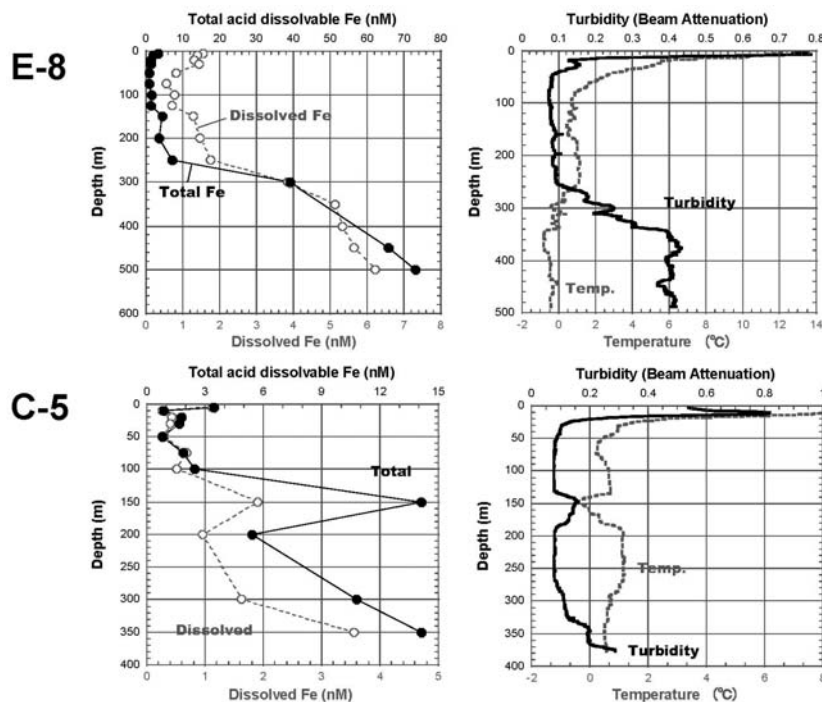 E-8
Total acid dissolvable Fe (nM)
0 10 20 30 40 50 60 70 80
Depth (m)
0
100
200
300
400
500
600
Dissolved Fe
Total Fe
0 1 2 3 4 5 6 7 8
Dissolved Fe (nM)
Turbidity (Beam Attenuation)
0 0.1 0.2 0.3 0.4 0.5 0.6 0.7 0.8
Depth (m)
0
100
200
300
400
500
Turbidity
Temp.
-2 0 2 4 6 8 10 12 14
Temperature (℃)
C-5
Total acid dissolvable Fe (nM)
0 3 6 9 12 15
Depth (m)
0
50
100
150
200
250
300
350
400
Total
Dissolved
0 1 2 3 4 5
Dissolved Fe (nM)
Turbidity (Beam Attenuation)
0 0.2 0.4 0.6 0.8 1
Depth (m)
0
50
100
150
200
250
300
350
400
Temp.
Turbidity
-2 0 2 4 6 8
Temperature (℃)